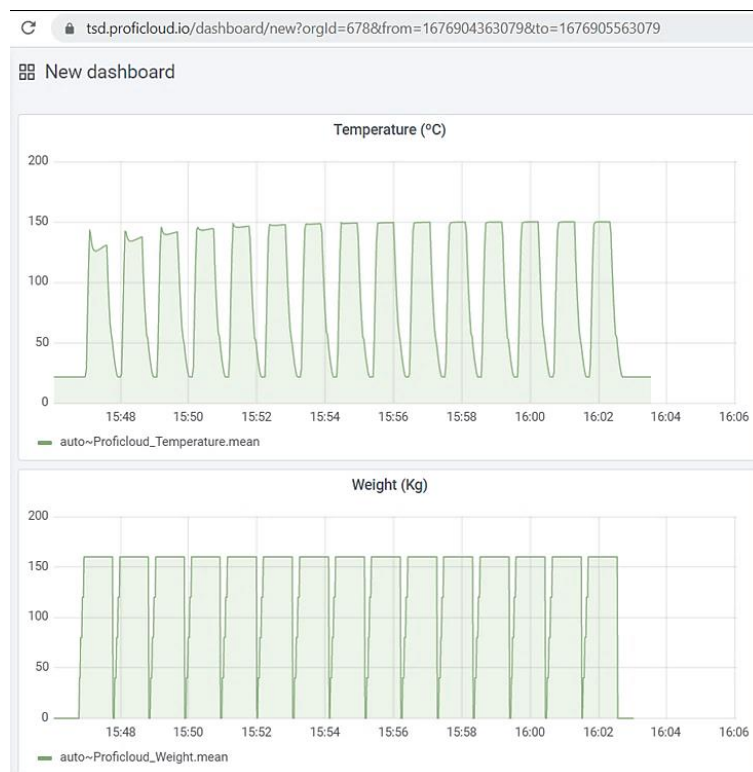 tsd.proficloud.io/dashboard/new?orgId=678&from=1676904363079&to=1676905563079
New dashboard
Temperature (ºC)
200
150
100
50
0
15:48 15:50 15:52 15:54 15:56 15:58 16:00 16:02 16:04 16:06
auto~Proficloud_Temperature.mean
Weight (Kg)
200
150
100
50
0
15:48 15:50 15:52 15:54 15:56 15:58 16:00 16:02 16:04 16:06
auto~Proficloud_Weight.mean